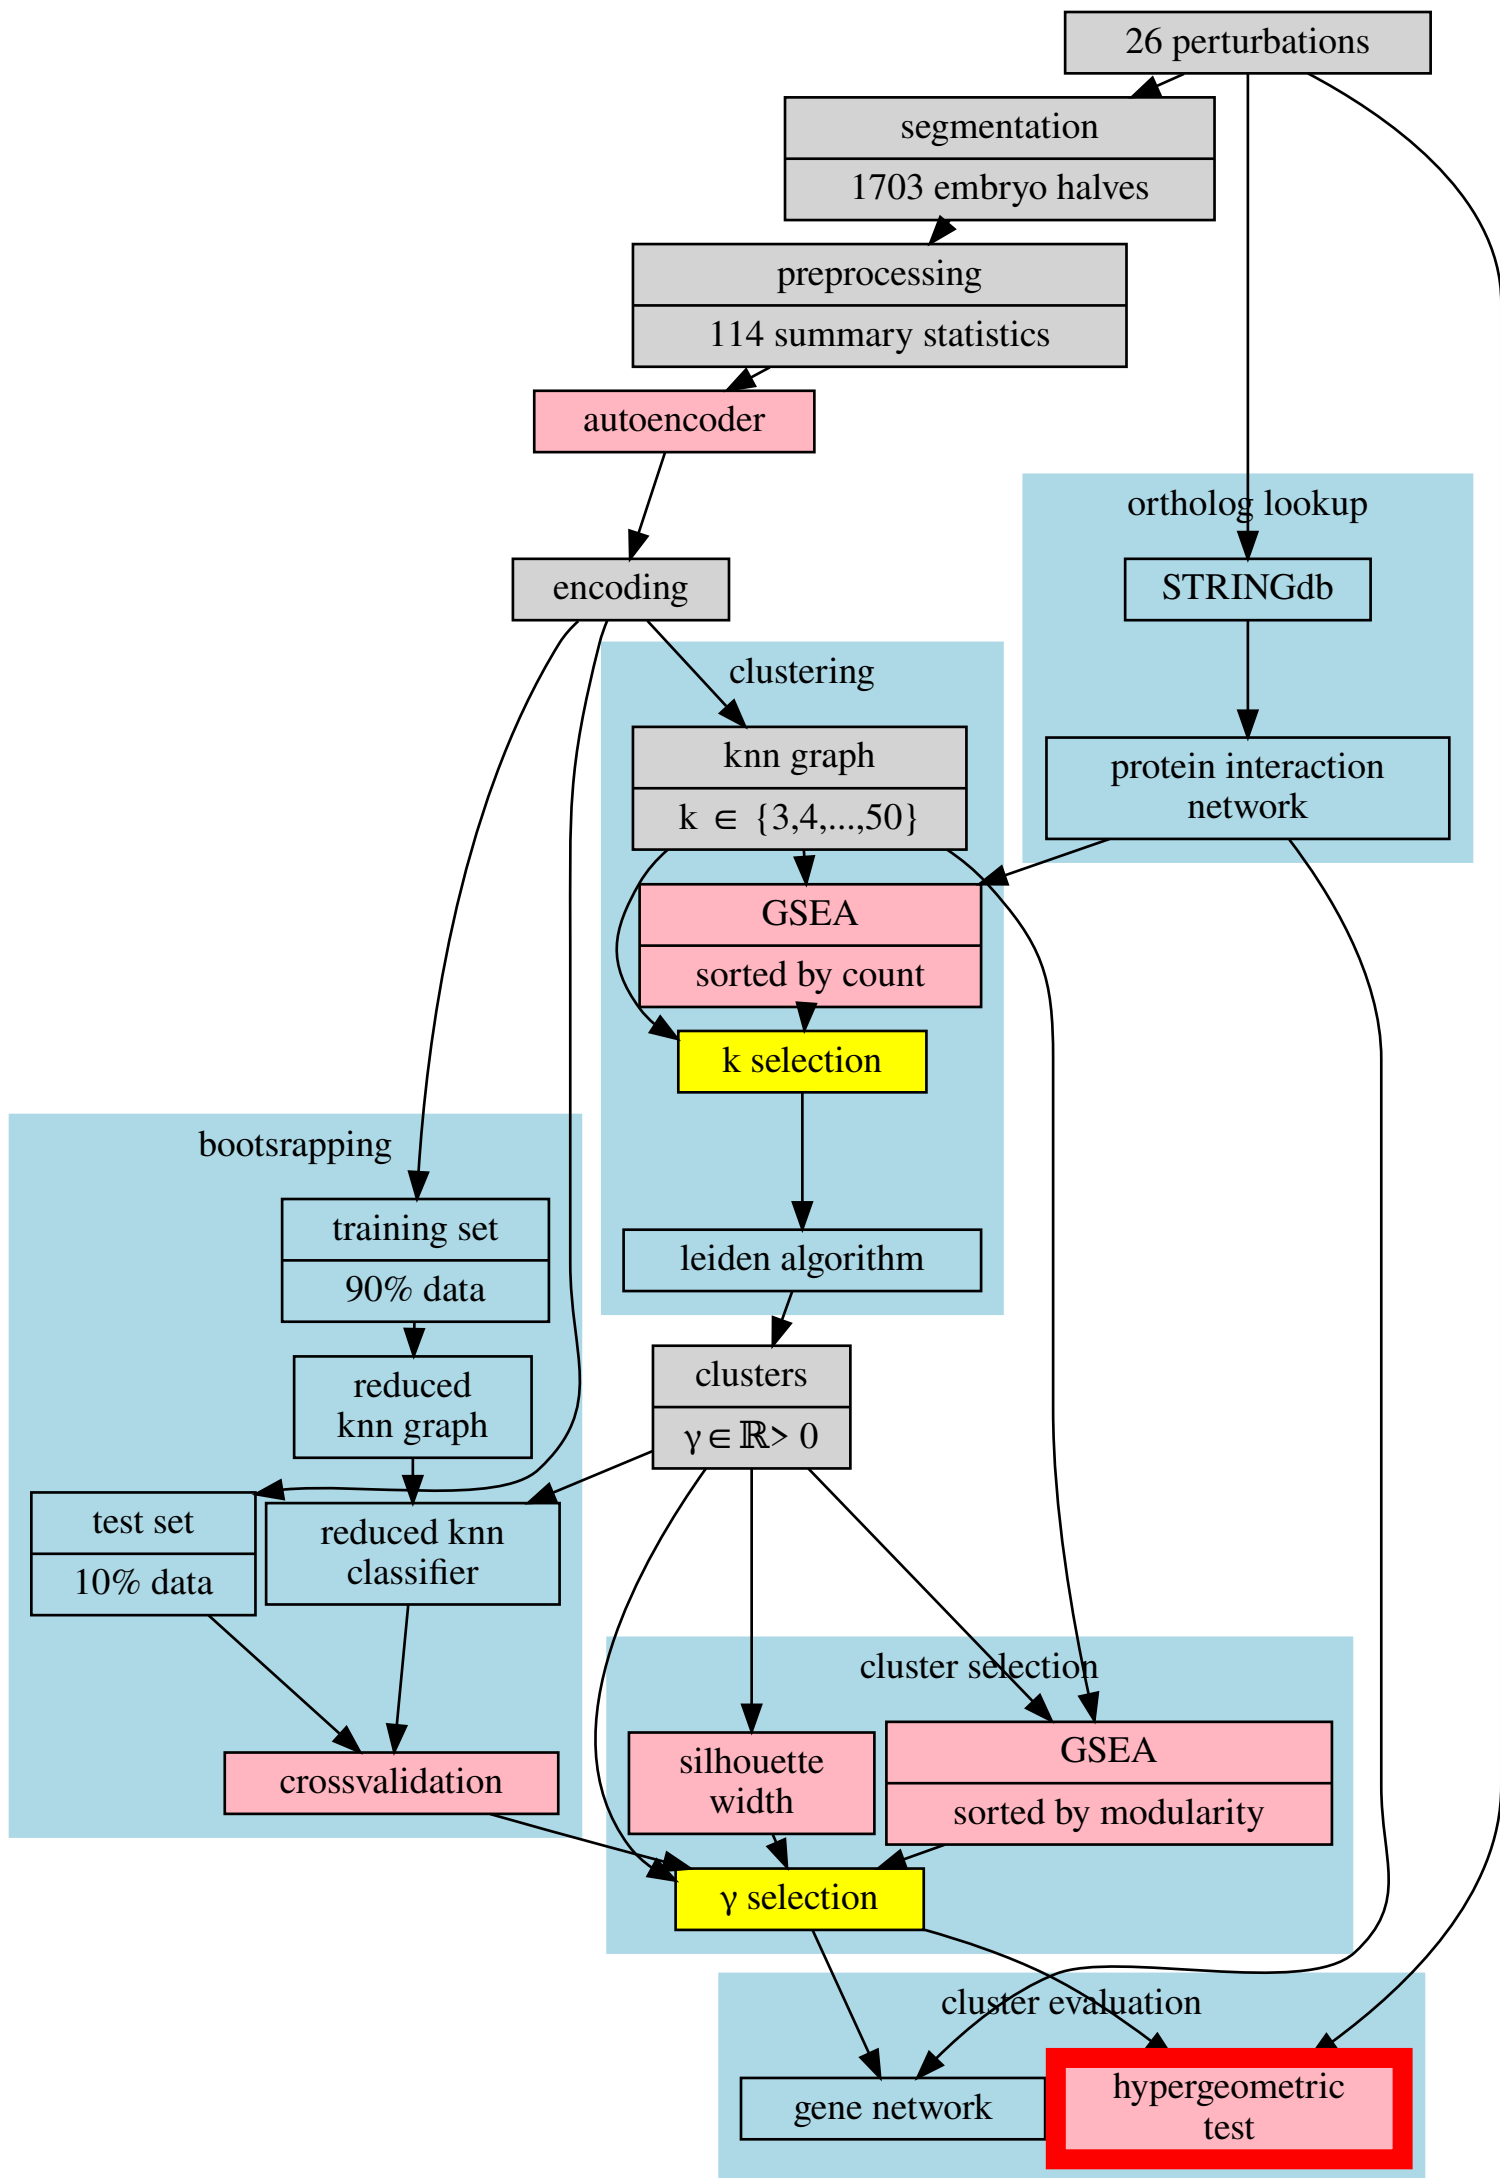 26 perturbations
segmentation
1703 embryo halves
preprocessing
114 summary statistics
autoencoder
ortholog lookup
encoding
STRINGdb
clustering
knn graph
k ∈ {3,4,...,50}
protein interaction
network
GSEA
sorted by count
k selection
bootsrapping
training set
90% data
leiden algorithm
reduced
knn graph
clusters
γ∈ℝ> 0
test set
10% data
reduced knn
classifier
cluster selection
silhouette
width
GSEA
sorted by modularity
crossvalidation
γ selection
cluster evaluation
gene network
hypergeometric
test